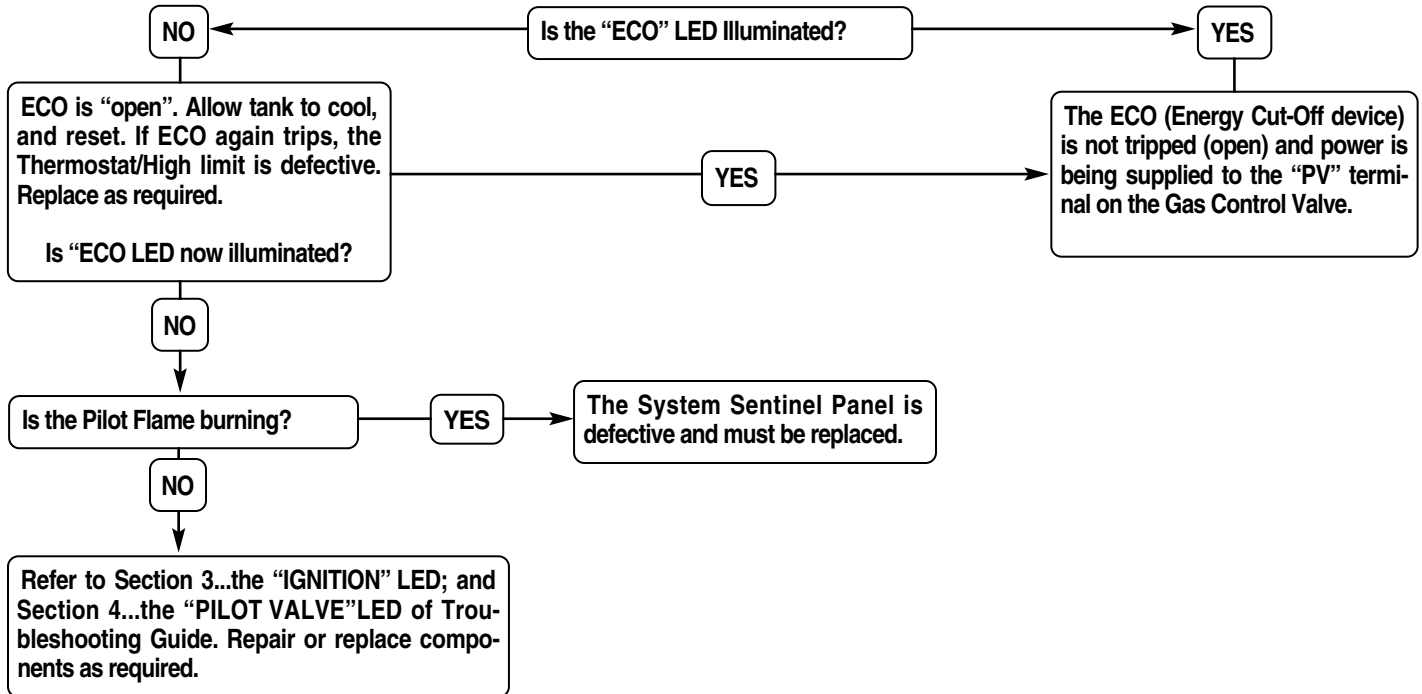 NO
Is the “ECO” LED Illuminated?
YES
ECO is “open”. Allow tank to cool,
and reset. If ECO again trips, the
Thermostat/High limit is defective.
Replace as required.
Is “ECO LED now illuminated?
YES
The ECO (Energy Cut-Off device)
is not tripped (open) and power is
being supplied to the “PV” termi-
nal on the Gas Control Valve.
NO
Is the Pilot Flame burning?
YES
The System Sentinel Panel is
defective and must be replaced.
NO
Refer to Section 3...the “IGNITION” LED; and
Section 4...the “PILOT VALVE”LED of Trou-
bleshooting Guide. Repair or replace compo-
nents as required.